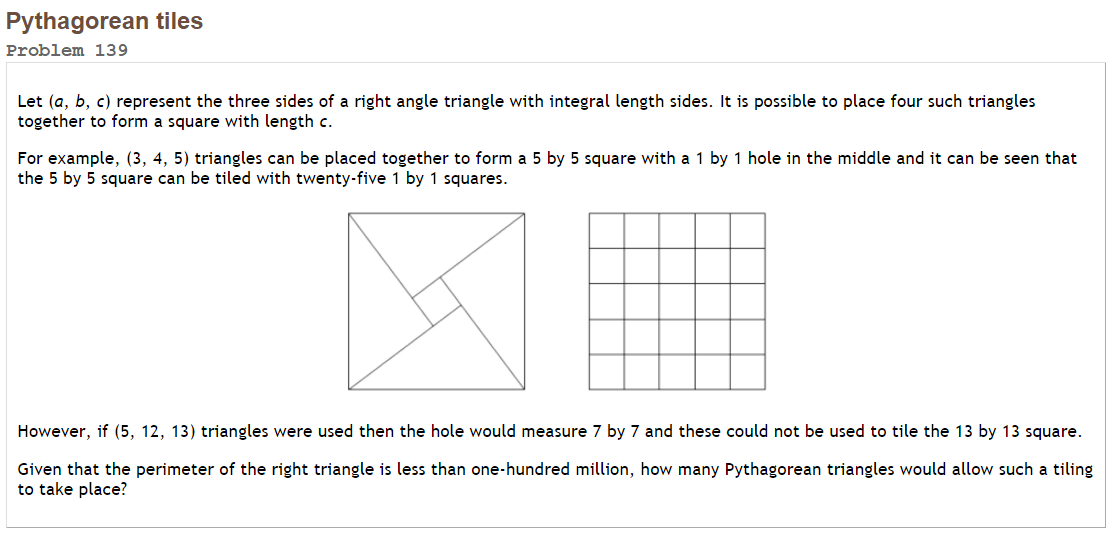 Pythagorean tiles
Problem 139
Let (a, b, c) represent the three sides of a right angle triangle with integral length sides. It is possible to place four such triangles
together to form a square with length c.
For example, (3, 4, 5) triangles can be placed together to form a 5 by 5 square with a 1 by 1 hole in the middle and it can be seen that
the 5 by 5 square can be tiled with twenty-five 1 by 1 squares.
However, if (5, 12, 13) triangles were used then the hole would measure 7 by 7 and these could not be used to tile the 13 by 13 square.
Given that the perimeter of the right triangle is less than one-hundred million, how many Pythagorean triangles would allow such a tiling
to take place?